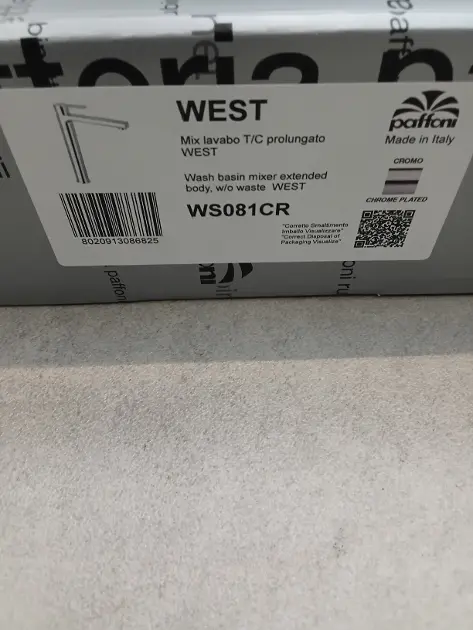 WEST
Mix lavabo T/C prolungato
WEST
Wash basin mixer extended
body, w/o waste WEST
WS081CR
8020913086825
paffoni
Made in Italy
CROMO
CHROME PLATED
"Corretto Smaltimento
Imballo Visualizzare"
"Correct Disposal of
Packaging Visualize"
paffoni